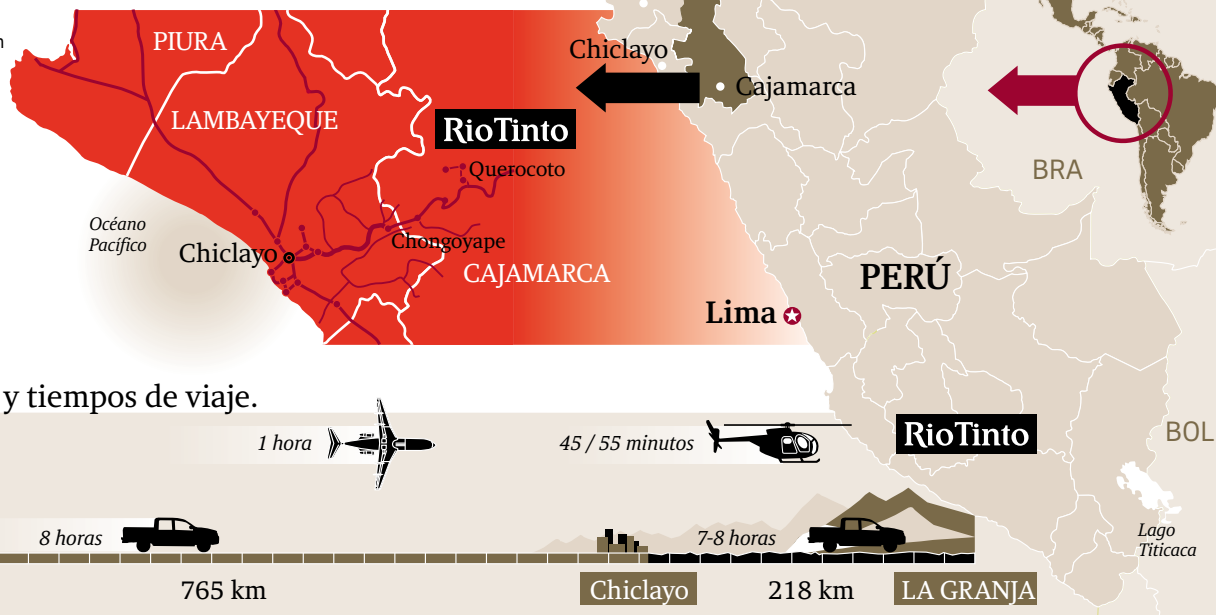 PIURA
LAMBAYEQUE
RioTinto
Querocoto
Océano
Pacífico
Chiclayo
Chongoyape
CAJAMARCA
Chiclayo
Cajamarca
BRA
PERÚ
Lima
BOL
Lago
Titicaca
y tiempos de viaje.
1 hora
45 / 55 minutos
RioTinto
8 horas
7-8 horas
765 km
Chiclayo
218 km
LA GRANJA